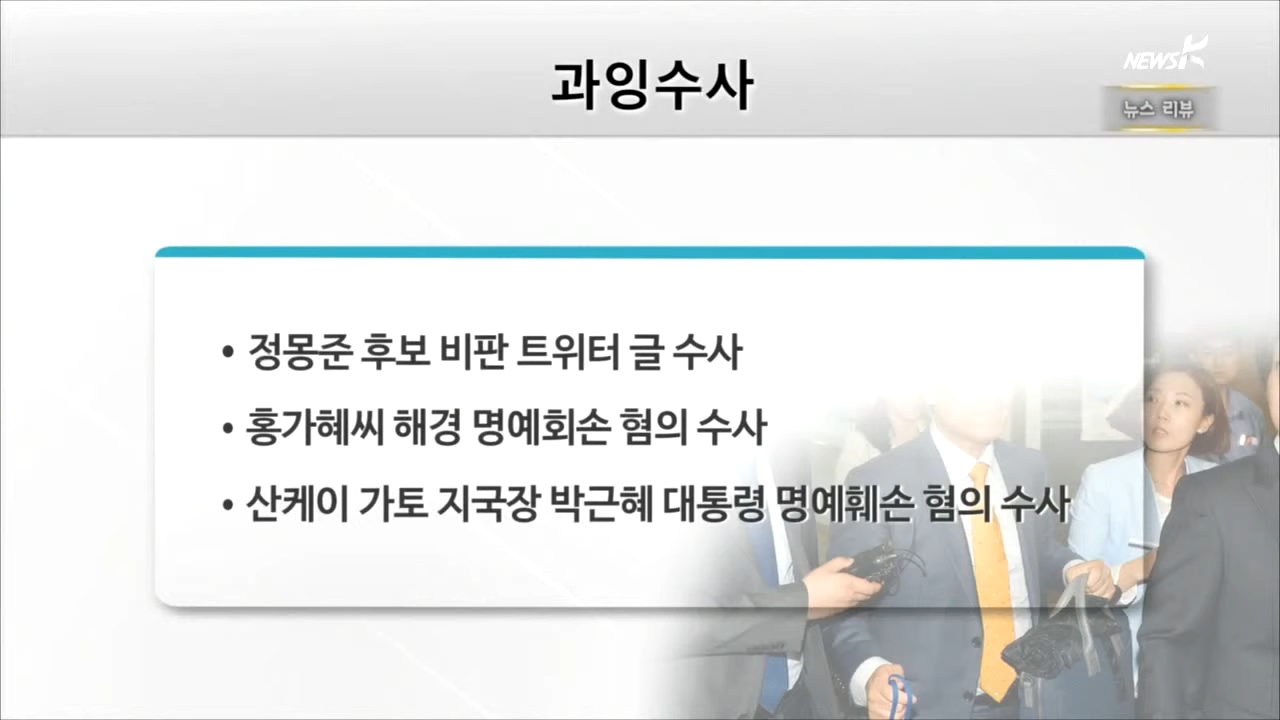 과잉수사
NEWSK
뉴스 리뷰
• 정몽준 후보 비판 트위터 글 수사
• 홍가혜씨 해경 명예회손 혐의 수사
• 산케이 가토 지국장 박근혜 대통령 명예훼손 혐의 수사